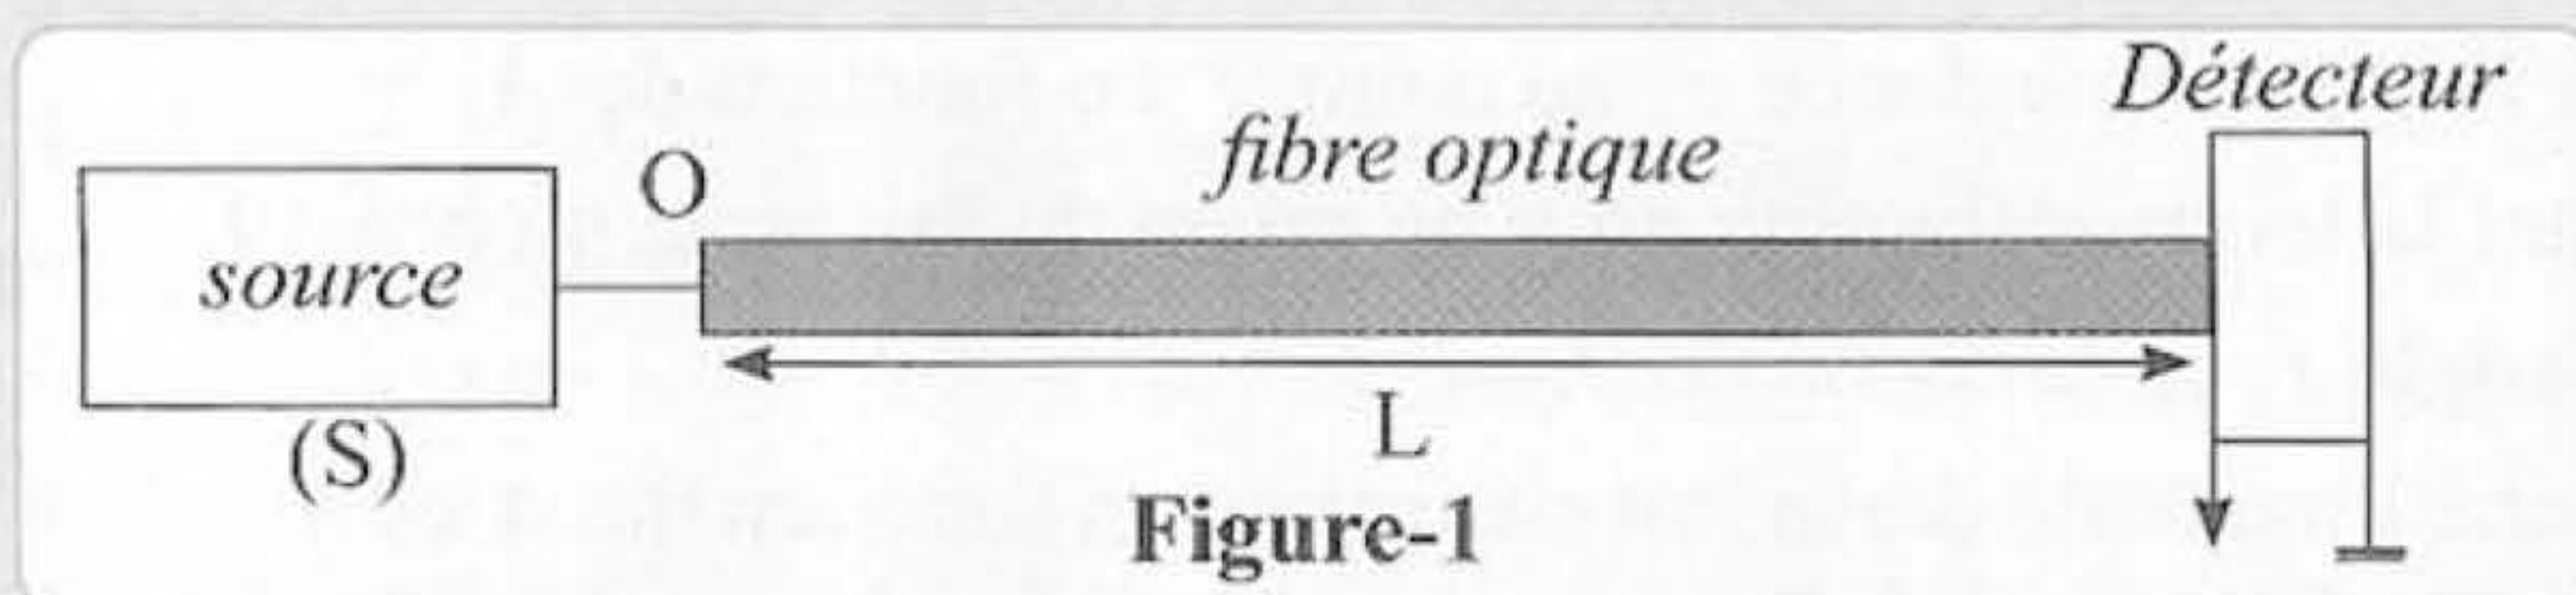 Détecteur
fibre optique
O
source
(S)
L
Figure-1